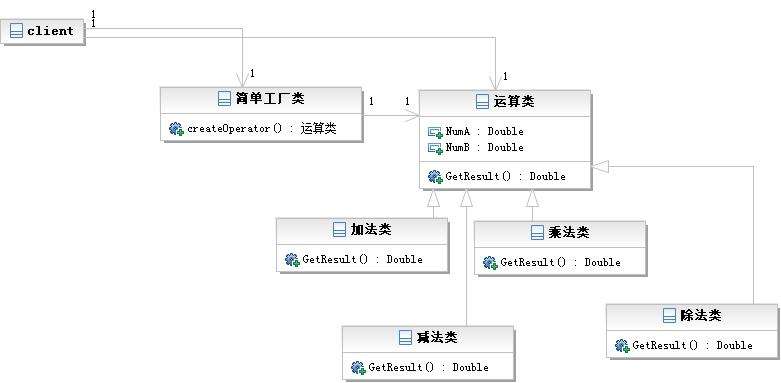 1
1
client
1
1
简单工厂类
createOperator() : 运算类
1
1
运算类
NumA : Double
NumB : Double
GetResult() : Double
加法类
GetResult() : Double
乘法类
GetResult() : Double
减法类
GetResult() : Double
除法类
GetResult() : Double